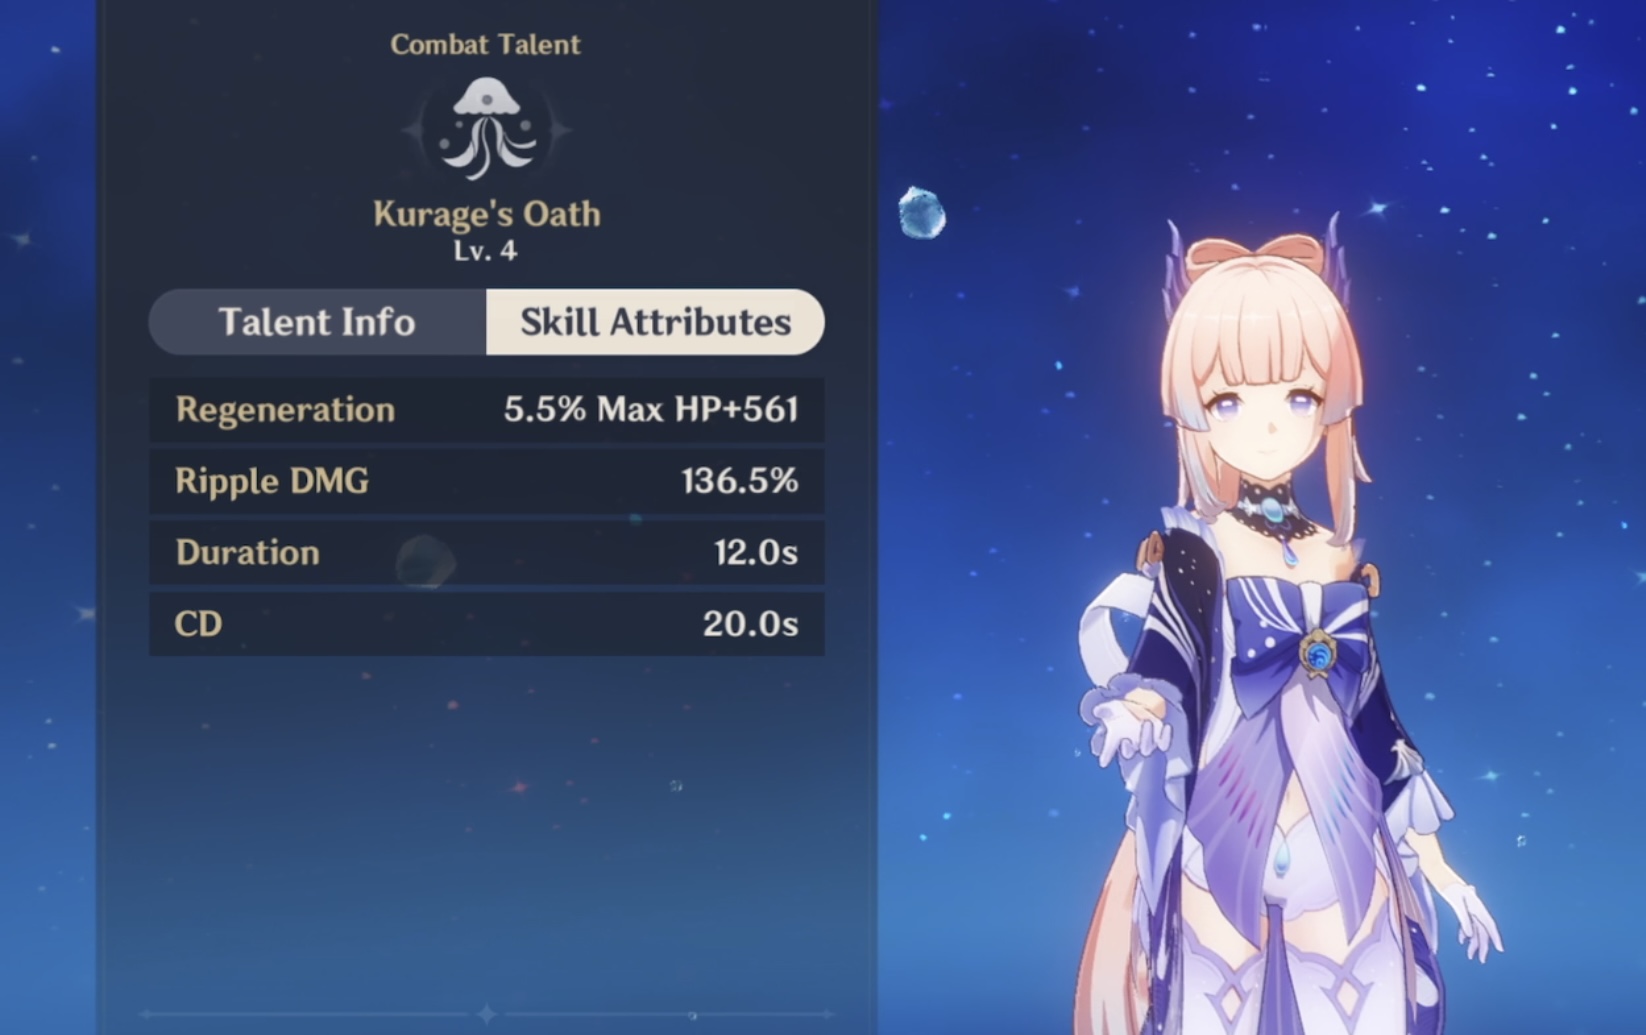 Combat Talent
Kurage's Oath
Lv. 4
Talent Info Skill Attributes
Regeneration 5.5% Max HP+561
Ripple DMG 136.5%
Duration 12.0s
CD 20.0s